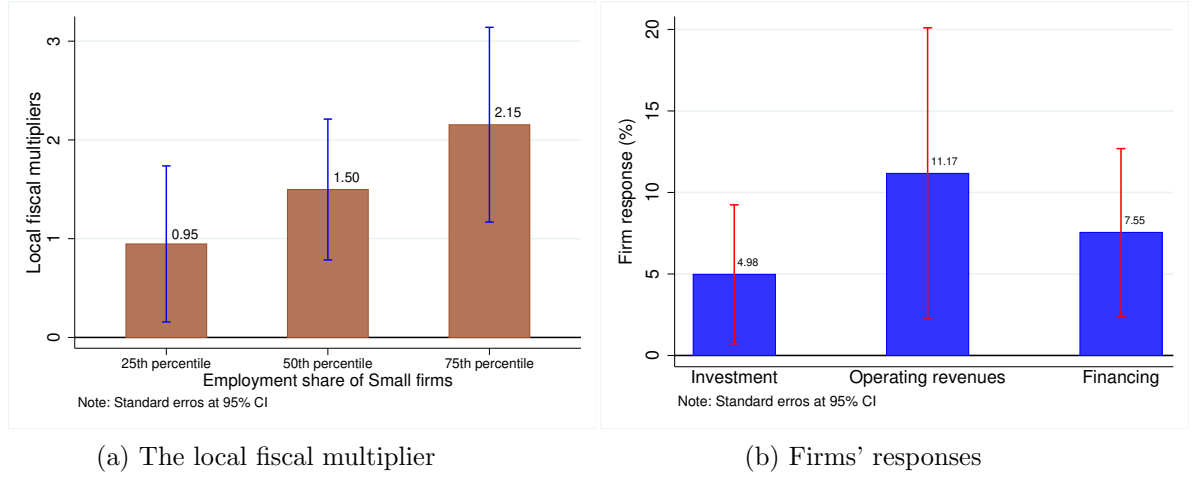 Local fiscal multipliers
3
2
1
0
0.95
1.50
2.15
25th percentile
50th percentile
75th percentile
Employment share of Small firms
Note: Standard erros at 95% CI
(a) The local fiscal multiplier
Firm response (%)
20
15
10
5
0
4.98
11.17
7.55
Investment
Operating revenues
Financing
Note: Standard erros at 95% CI
(b) Firms' responses